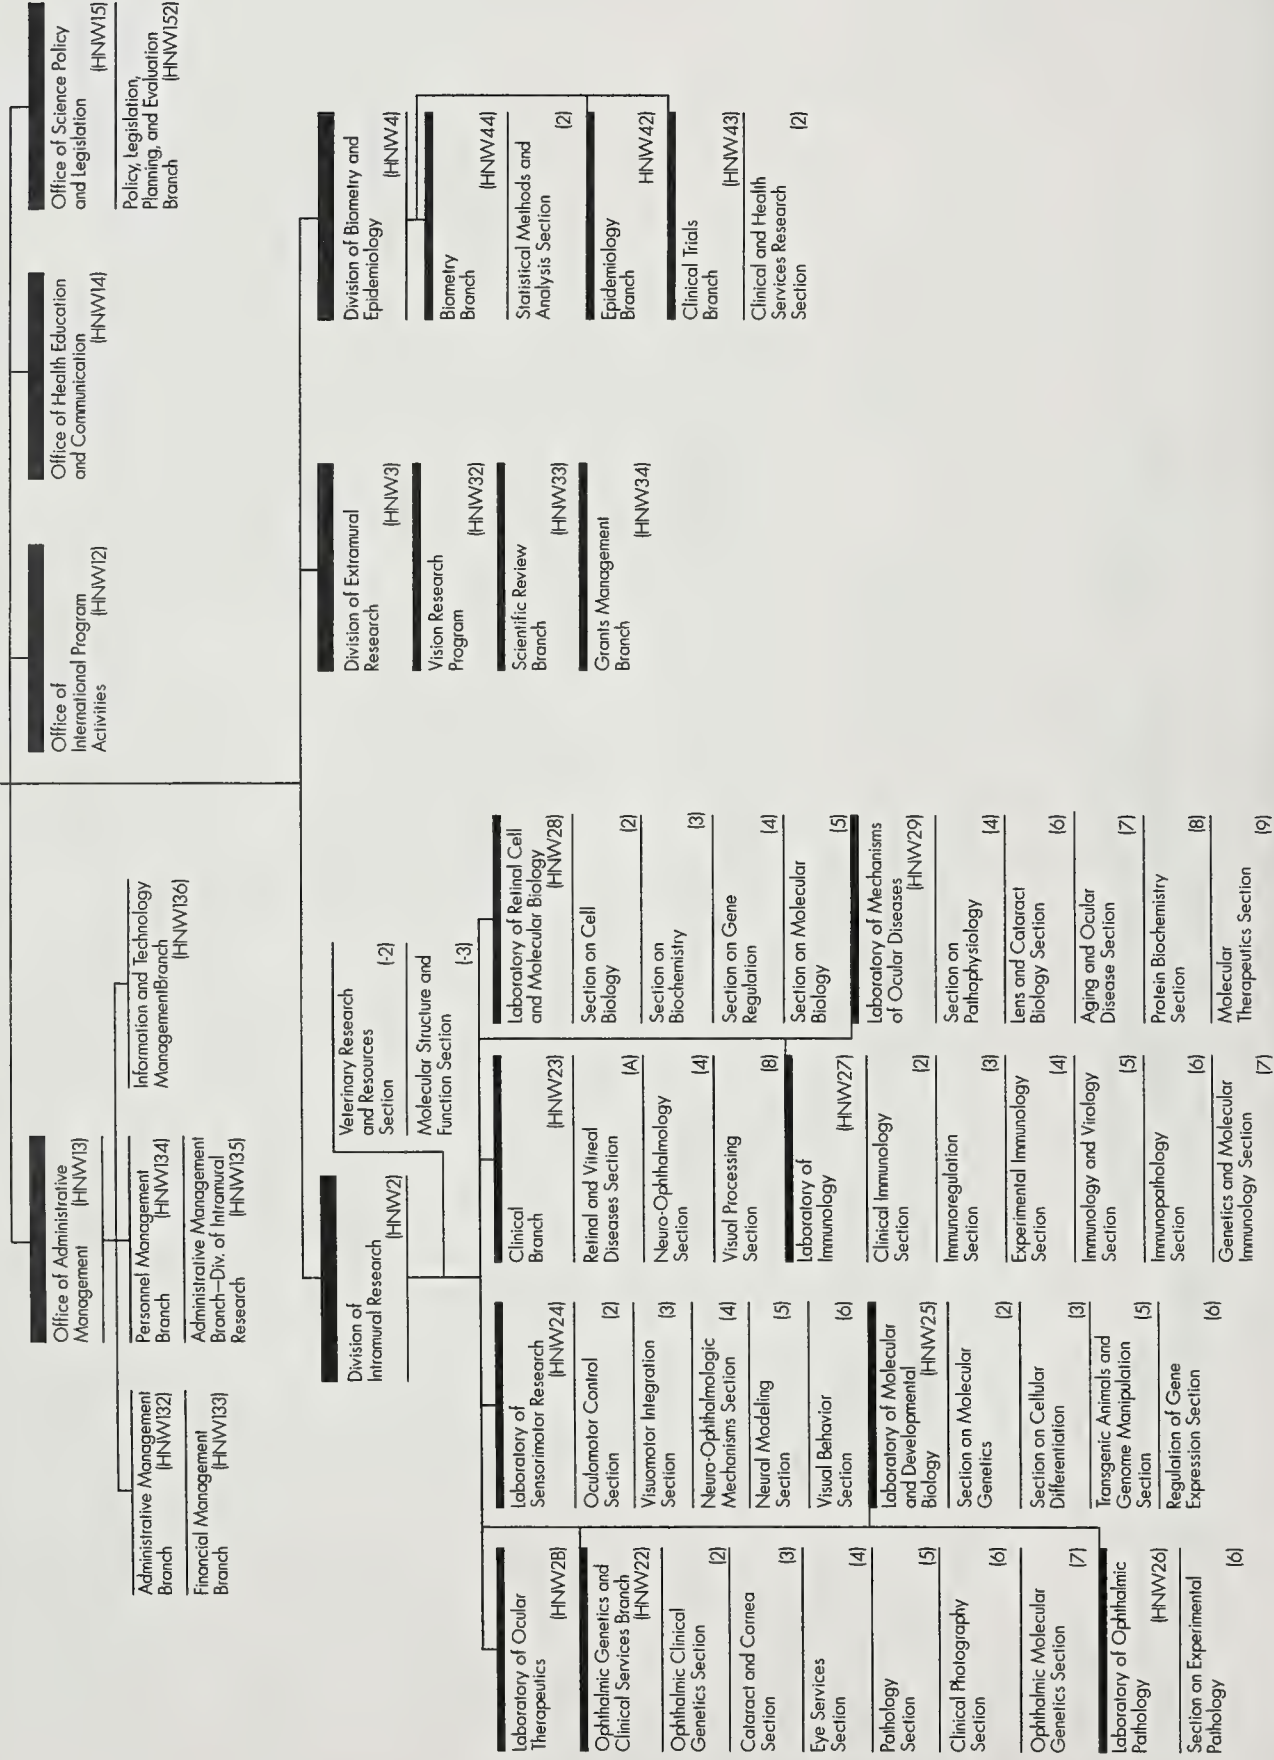 Office of Administrative
Management (HNW13)
Administrative Management
Branch (HNW132)
Financial Management
Branch (HNW133)
Personnel Management
Branch (HNW134)
Administrative Management
Branch—Div. of Intramural
Research (HNW135)
Information and Technology
ManagementBranch
(HNW136)
Office of
International Program
Activities (HNW12)
Office of Health Education
and Communication
(HNW14)
Office of Science Policy
and Legislation
(HNW15)
Policy, Legislation,
Planning, and Evaluation
Branch (HNW152)
Division of
Intramural Research
(HNW2)
Veterinary Research
and Resources
Section (-2)
Molecular Structure and
Function Section
(-3)
Laboratory of Ocular
Therapeutics
(HNW2B)
Ophthalmic Genetics and
Clinical Services Branch
(HNW22)
Ophthalmic Clinical
Genetics Section (2)
Cataract and Cornea
Section (3)
Eye Services
Section (4)
Pathology
Section (5)
Clinical Photography
Section (6)
Ophthalmic Molecular
Genetics Section (7)
Laboratory of Ophthalmic
Pathology
(HNW26)
Section on Experimental
Pathology (6)
Laboratory of
Sensorimotor Research
(HNW24)
Oculomotor Control
Section (2)
Visuomotor Integration
Section (3)
Neuro-Ophthalmologic
Mechanisms Section (4)
Neural Modeling
Section (5)
Visual Behavior
Section (6)
Laboratory of Molecular
and Developmental
Biology (HNW25)
Section on Molecular
Genetics (2)
Section on Cellular
Differentiation (3)
Transgenic Animals and
Genome Manipulation
Section (5)
Regulation of Gene
Expression Section
(6)
Clinical
Branch (HNW23)
Retinal and Vitreal
Diseases Section (A)
Neuro-Ophthalmology
Section (4)
Visual Processing
Section (8)
Laboratory of
Immunology
(HNW27)
Clinical Immunology
Section (2)
Immunoregulation
Section (3)
Experimental Immunology
Section (4)
Immunology and Virology
Section (5)
Immunopathology
Section (6)
Genetics and Molecular
Immunology Section
(7)
Laboratory of Retinal Cell
and Molecular Biology
(HNW28)
Section on Cell
Biology (2)
Section on
Biochemistry (3)
Section on Gene
Regulation (4)
Section on Molecular
Biology (5)
Laboratory of Mechanisms
of Ocular Diseases
(HNW29)
Section on
Pathophysiology (4)
Lens and Cataract
Biology Section (6)
Aging and Ocular
Disease Section (7)
Protein Biochemistry
Section (8)
Molecular
Therapeutics Section
(9)
Division of Extramural
Research (HNW3)
Vision Research
Program (HNW32)
Scientific Review
Branch (HNW33)
Grants Management
Branch (HNW34)
Division of Biometry and
Epidemiology
(HNW4)
Biometry
Branch (HNW44)
Statistical Methods and
Analysis Section (2)
Epidemiology
Branch HNW42)
Clinical Trials
Branch (HNW43)
Clinical and Health
Services Research
Section (2)